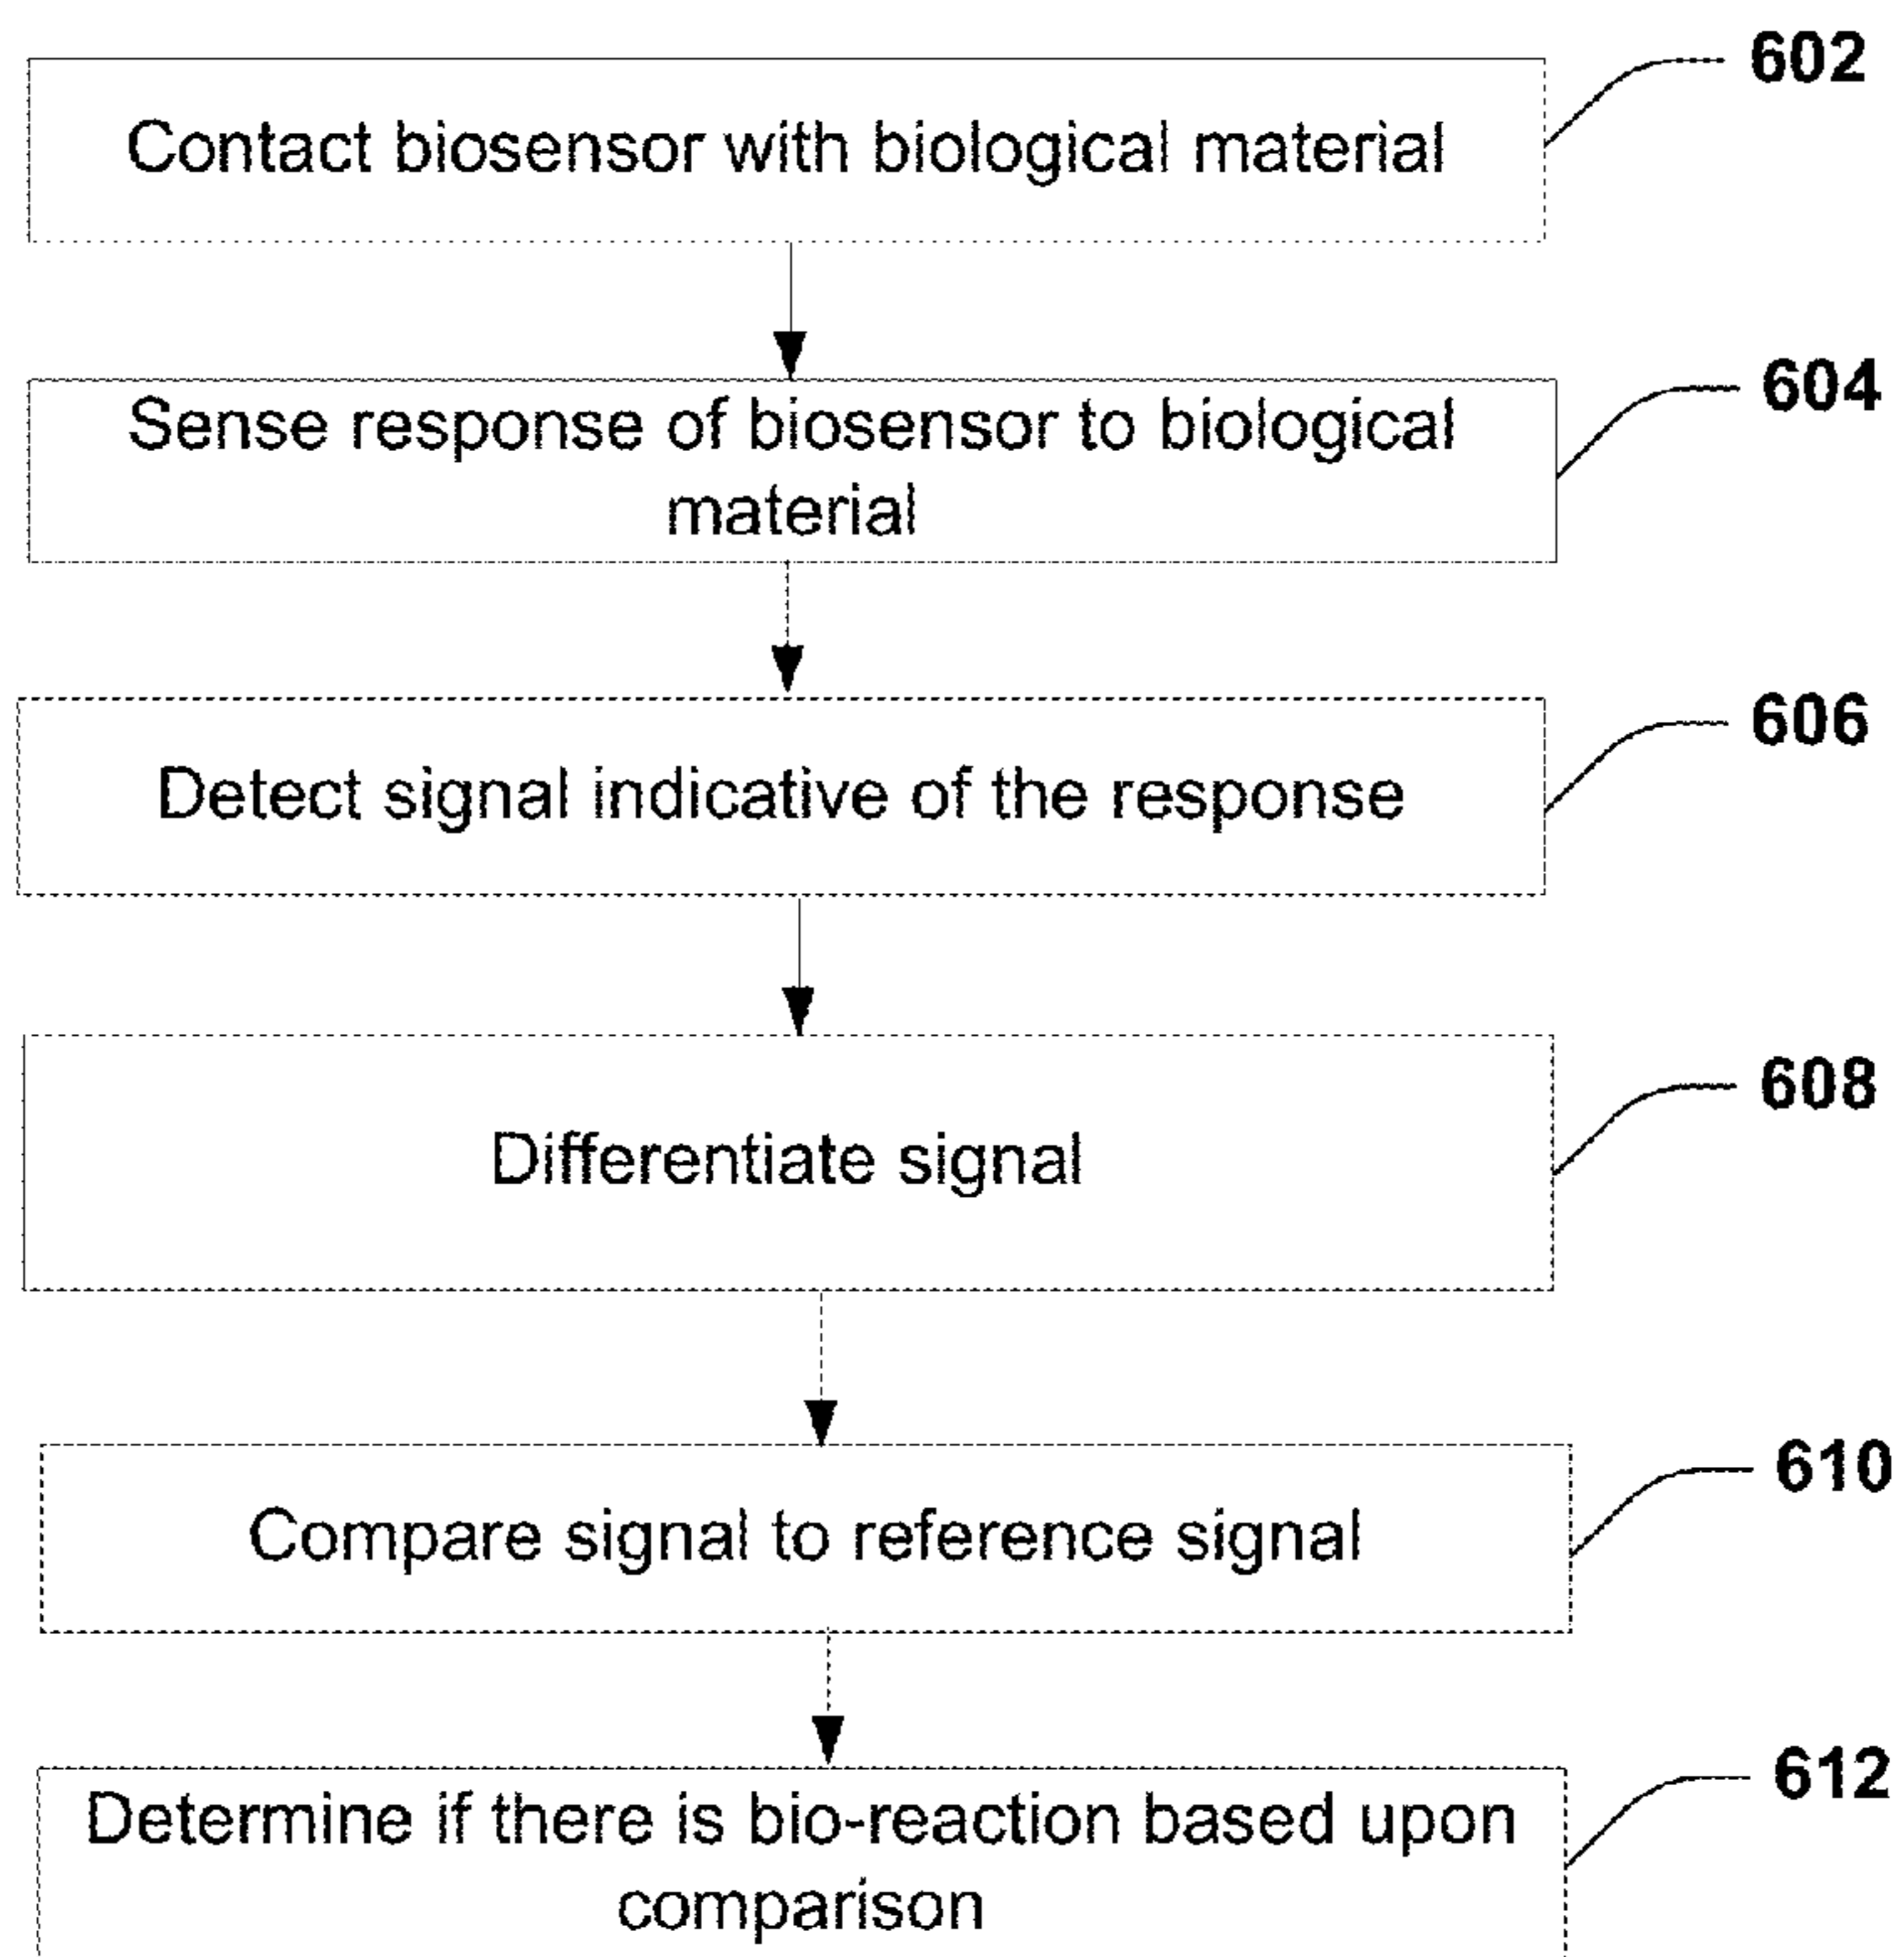 602
Contact biosensor with biological material
604
Sense response of biosensor to biological
material
606
Detect signal indicative of the response
608
Differentiate signal
610
Compare signal to reference signal
612
Determine if there is bio-reaction based upon
comparison